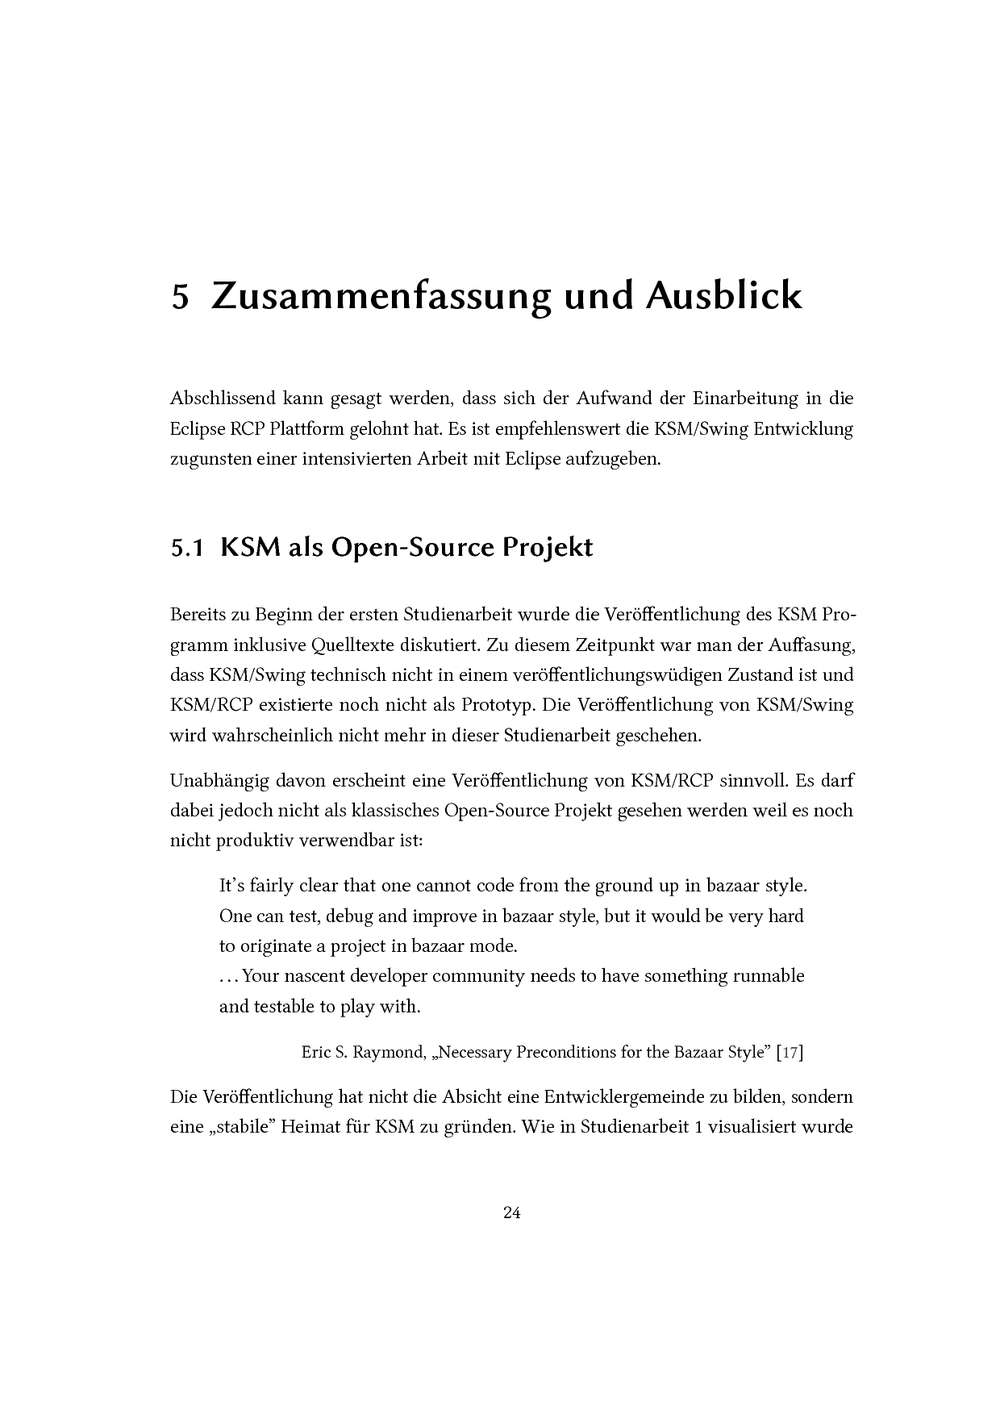 5 Zusammenfassung und Ausblick
Abschlissend kann gesagt werden, dass sich der Aufwand der Einarbeitung in die
Eclipse RCP Plattform gelohnt hat. Es ist empfehlenswert die KSM/Swing Entwicklung
zugunsten einer intensivierten Arbeit mit Eclipse aufzugeben.
5.1 KSM als Open-Source Projekt
Bereits zu Beginn der ersten Studienarbeit wurde die Veröffentlichung des KSM Pro-
gramm inklusive Quelltexte diskutiert. Zu diesem Zeitpunkt war man der Auffasung,
dass KSM/Swing technisch nicht in einem veröffentlichungswüdigen Zustand ist und
KSM/RCP existierte noch nicht als Prototyp. Die Veröffentlichung von KSM/Swing
wird wahrscheinlich nicht mehr in dieser Studienarbeit geschehen.
Unabhängig davon erscheint eine Veröffentlichung von KSM/RCP sinnvoll. Es darf
dabei jedoch nicht als klassisches Open-Source Projekt gesehen werden weil es noch
nicht produktiv verwendbar ist:
It’s fairly clear that one cannot code from the ground up in bazaar style.
One can test, debug and improve in bazaar style, but it would be very hard
to originate a project in bazaar mode.
…Your nascent developer community needs to have something runnable
and testable to play with.
Eric S. Raymond, „Necessary Preconditions for the Bazaar Style” [17]
Die Veröffentlichung hat nicht die Absicht eine Entwicklergemeinde zu bilden, sondern
eine „stabile” Heimat für KSM zu gründen. Wie in Studienarbeit 1 visualisiert wurde
24